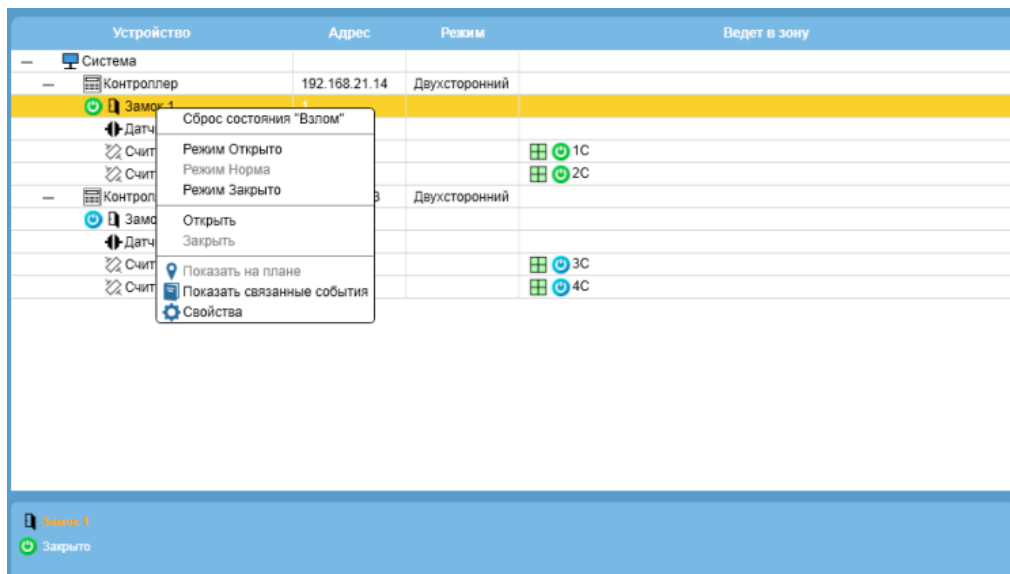 Устройство Адрес Режим Ведет в зону
Система
Контроллер 192.168.21.14 Двухсторонний
Замок 1 1
Датч
Счит 1С
Счит 2С
Контрол Двухсторонний
Замо
Датч
Счит 3С
Счит 4С
Сброс состояния "Взлом"
Режим Открыто
Режим Норма
Режим Закрыто
Открыть
Закрыть
Показать на плане
Показать связанные события
Свойства
Замок 1
Закрыто